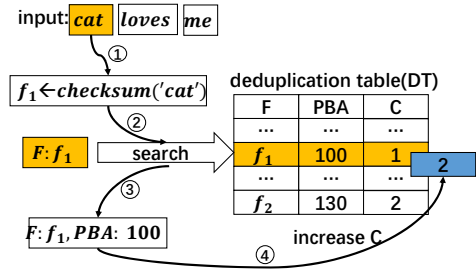 input: cat loves me
①
f₁←checksum('cat')
②
deduplication table(DT)
F PBA C
... ... ...
f₁ 100 1
2
... ... ...
f₂ 130 2
F: f₁
search
③
F: f₁, PBA: 100
④
increase C